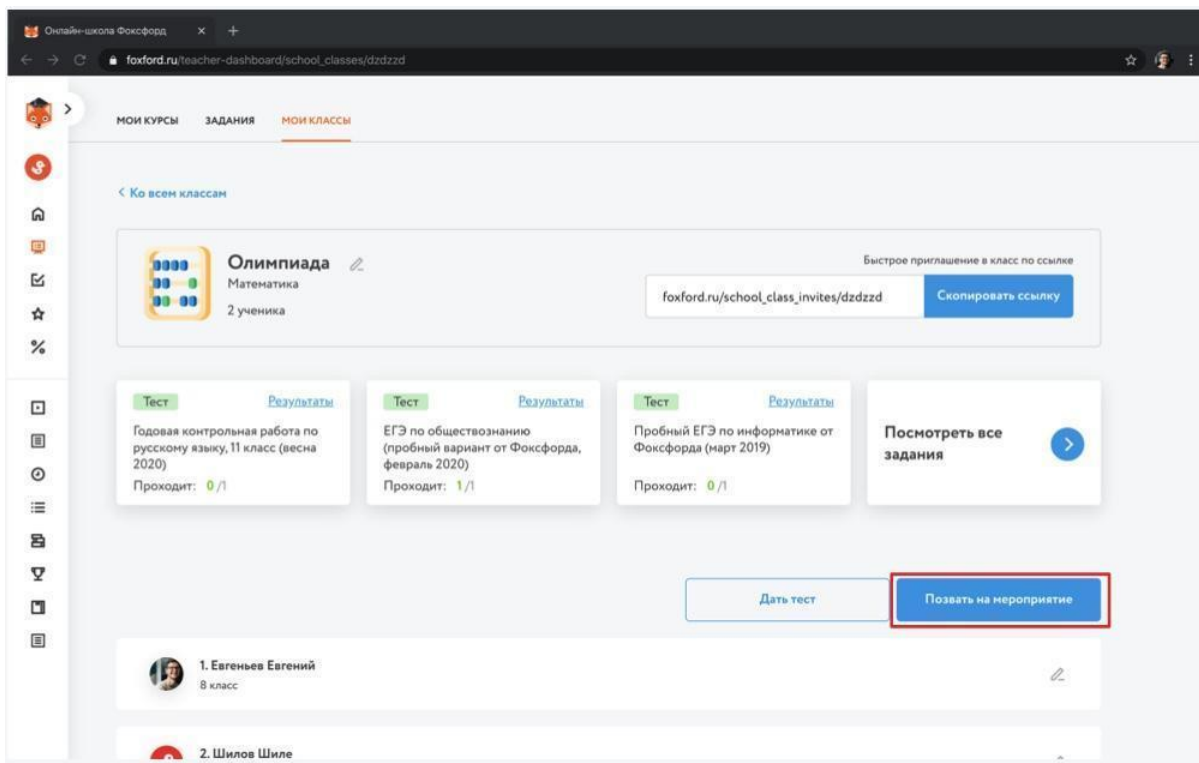 Онлайн-школа Фоксфорд
foxford.ru/teacher-dashboard/school_classes/dzdzzd
МОИ КУРСЫ ЗАДАНИЯ МОИ КЛАССЫ
Ко всем классам
Олимпиада
Математика
2 ученика
Быстрое приглашение в класс по ссылке
foxford.ru/school_class_invites/dzdzzd
Скопировать ссылку
Тест Результаты
Годовая контрольная работа по
русскому языку, 11 класс (весна
2020)
Проходит: 0/1
Тест Результаты
ЕГЭ по обществознанию
(пробный вариант от Фоксфорда,
февраль 2020)
Проходит: 1/1
Тест Результаты
Пробный ЕГЭ по информатике от
Фоксфорда (март 2019)
Проходит: 0/1
Посмотреть все
задания
Дать тест
Позвать на мероприятие
1. Евгеньев Евгений
8 класс
2. Шилов Шиле